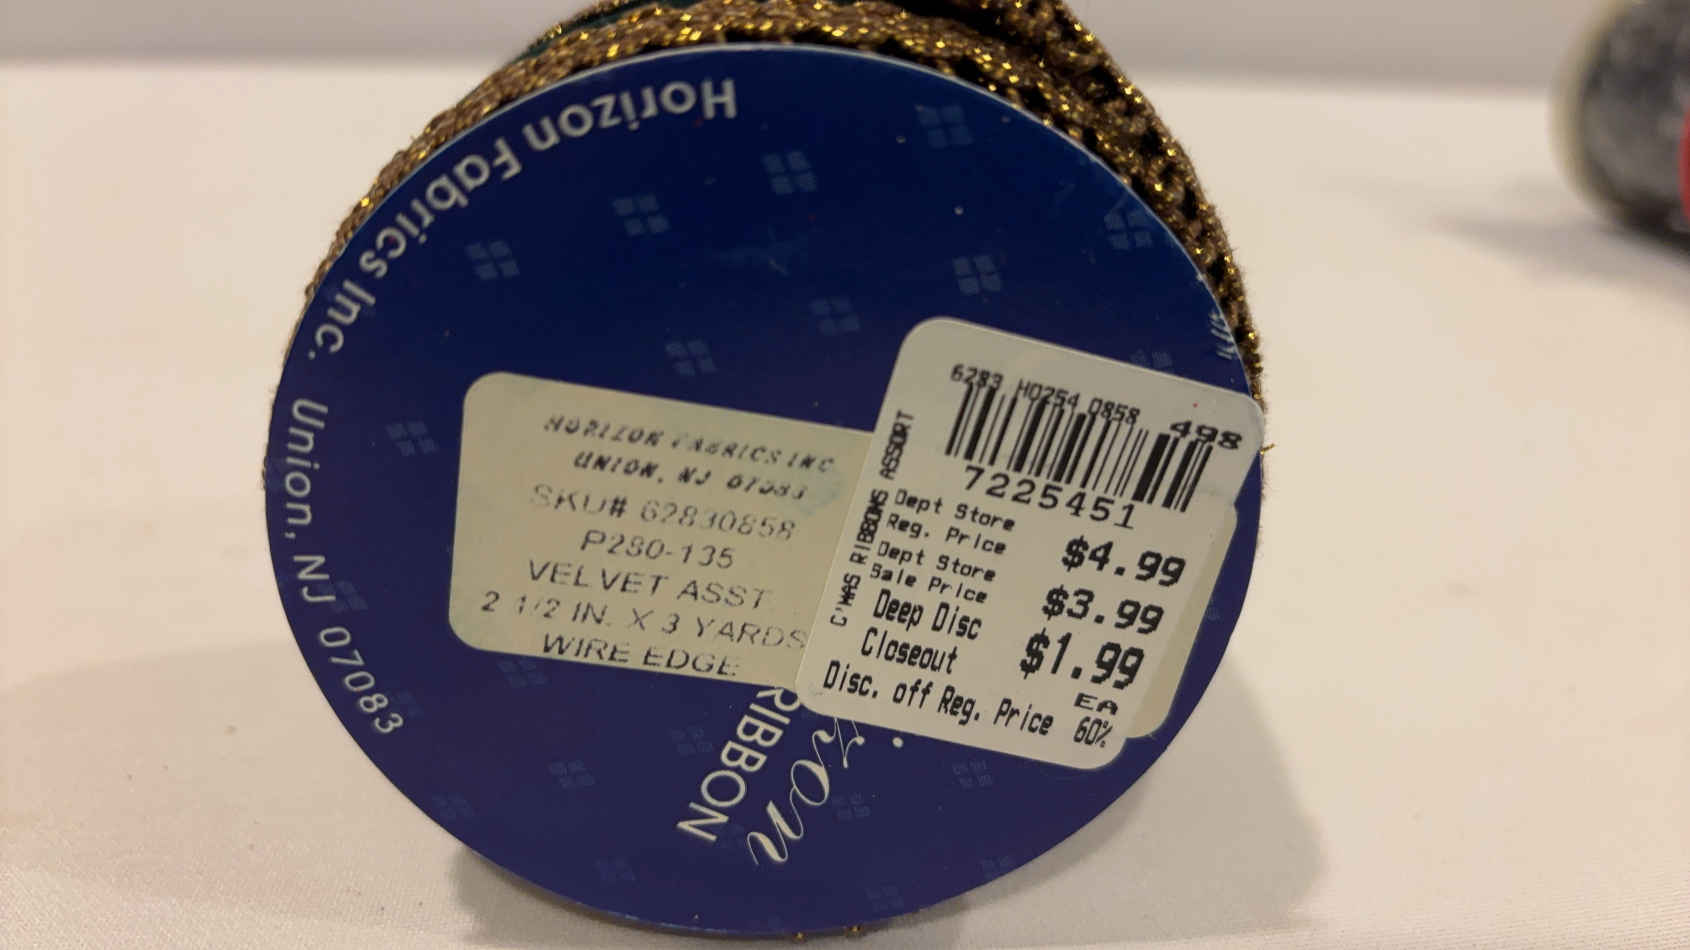 Horizon Fabrics Inc. Union, NJ 07083
HORIZON FABRICS INC
UNION, NJ 07083
SKU# 62830858
P280-135
VELVET ASST.
2 1/2 IN. X 3 YARDS
WIRE EDGE
6283 H0254 0858
498
7225451
C'MAS RIBBONS ASSORT
Dept Store
Reg. Price $4.99
Dept Store
Sale Price $3.99
Deep Disc
Closeout $1.99
EA
Disc. off Reg. Price 60%
zon
RIBBON